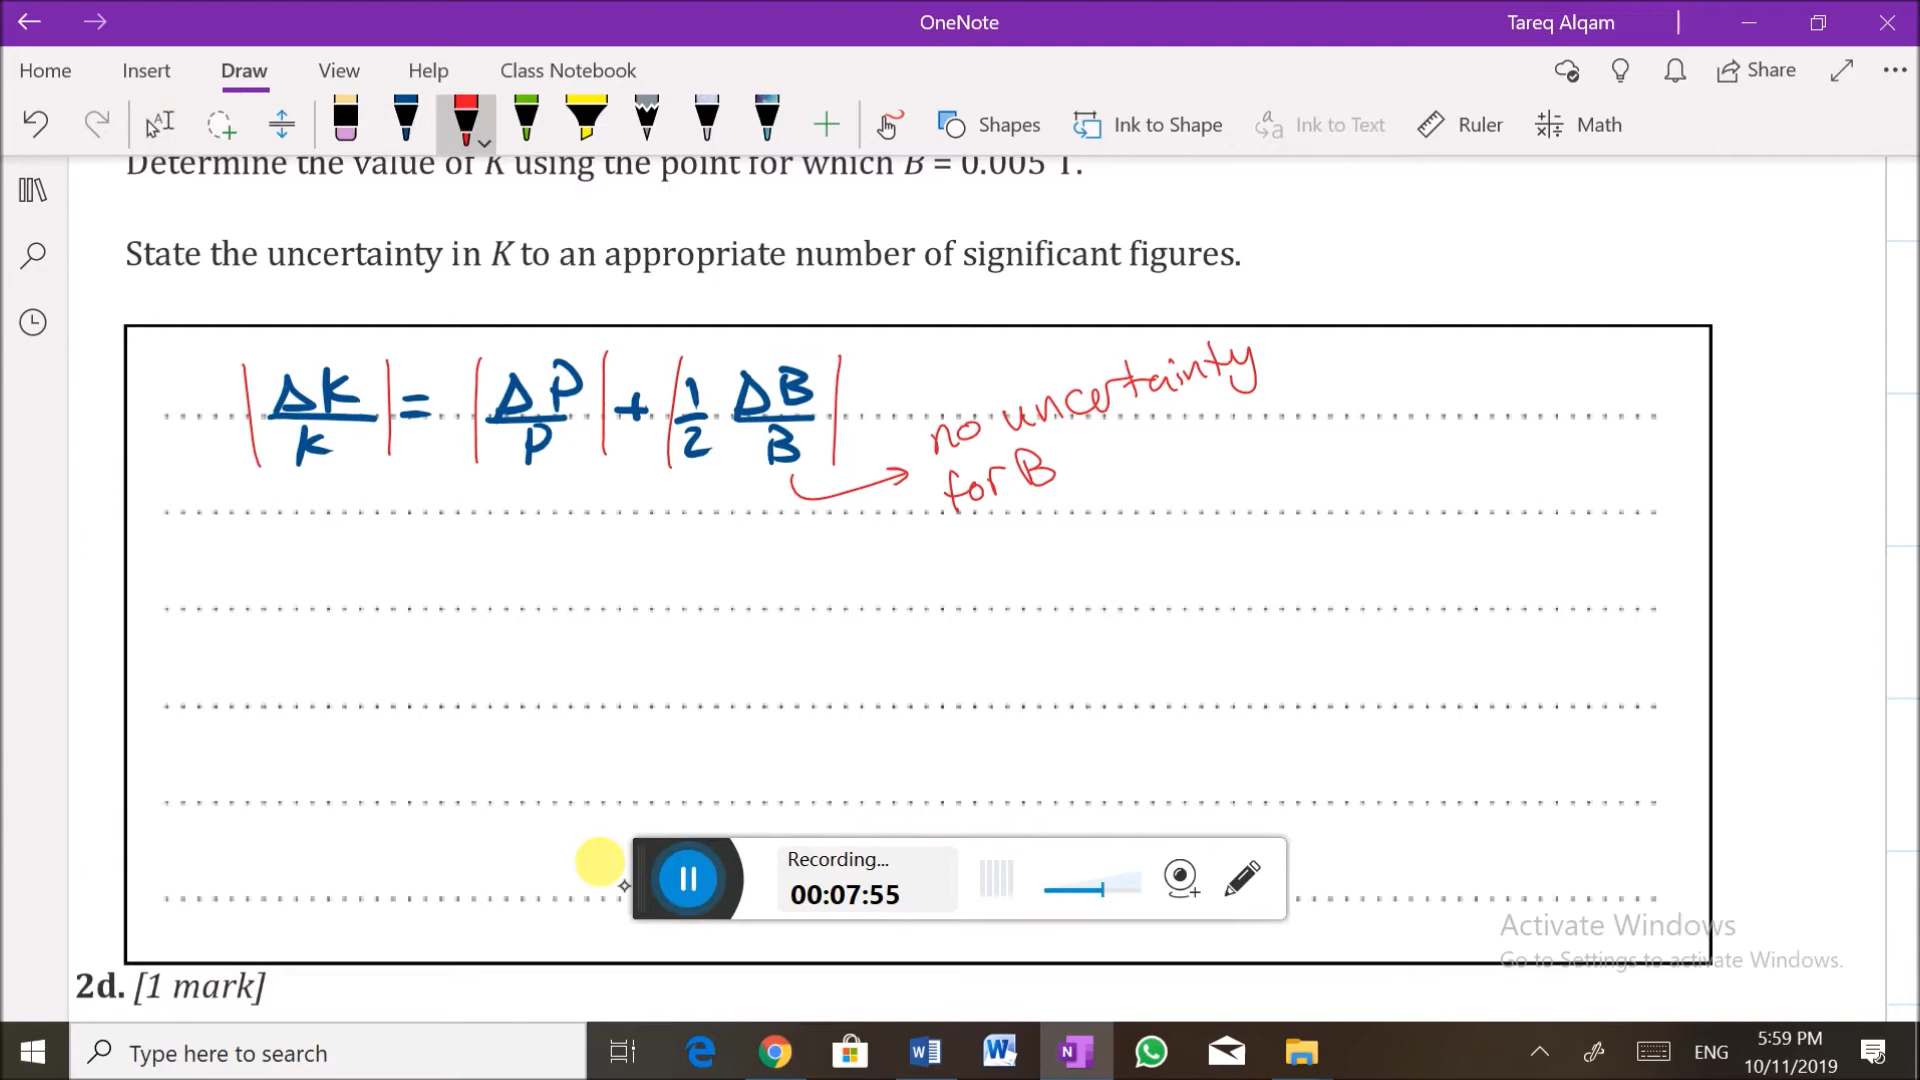 OneNote
Tareq Alqam
Home Insert Draw View Help Class Notebook
Share
Shapes Ink to Shape Ink to Text Ruler Math
Determine the value of K using the point for which B = 0.005 T.
State the uncertainty in K to an appropriate number of significant figures.
|ΔK/K| = |ΔP/P| + |1/2 ΔB/B|
no uncertainty
for B
Recording...
00:07:55
Activate Windows
Go to Settings to activate Windows.
2d. [1 mark]
Type here to search
ENG
5:59 PM
10/11/2019